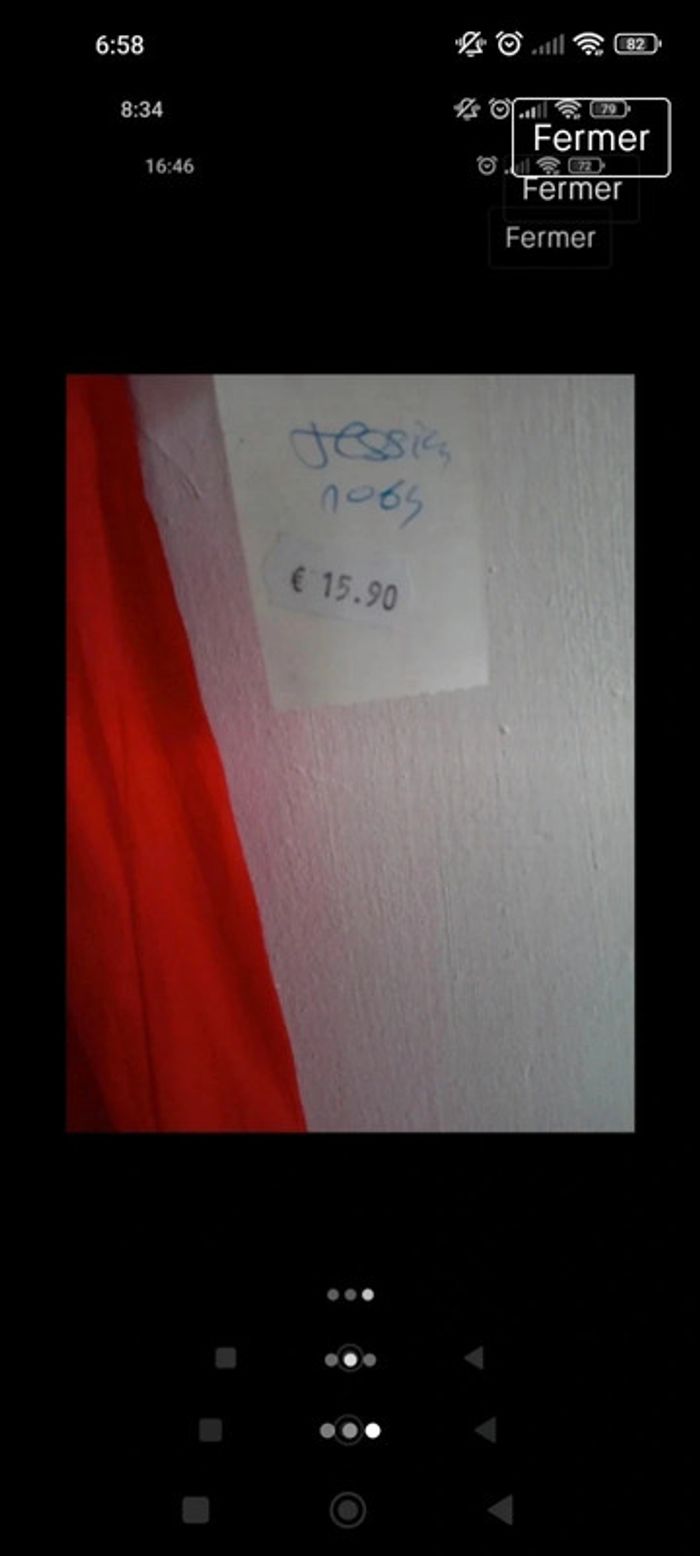 6:58
82
8:34
79
Fermer
16:46
72
Fermer
Fermer
Jessica
€ 15.90